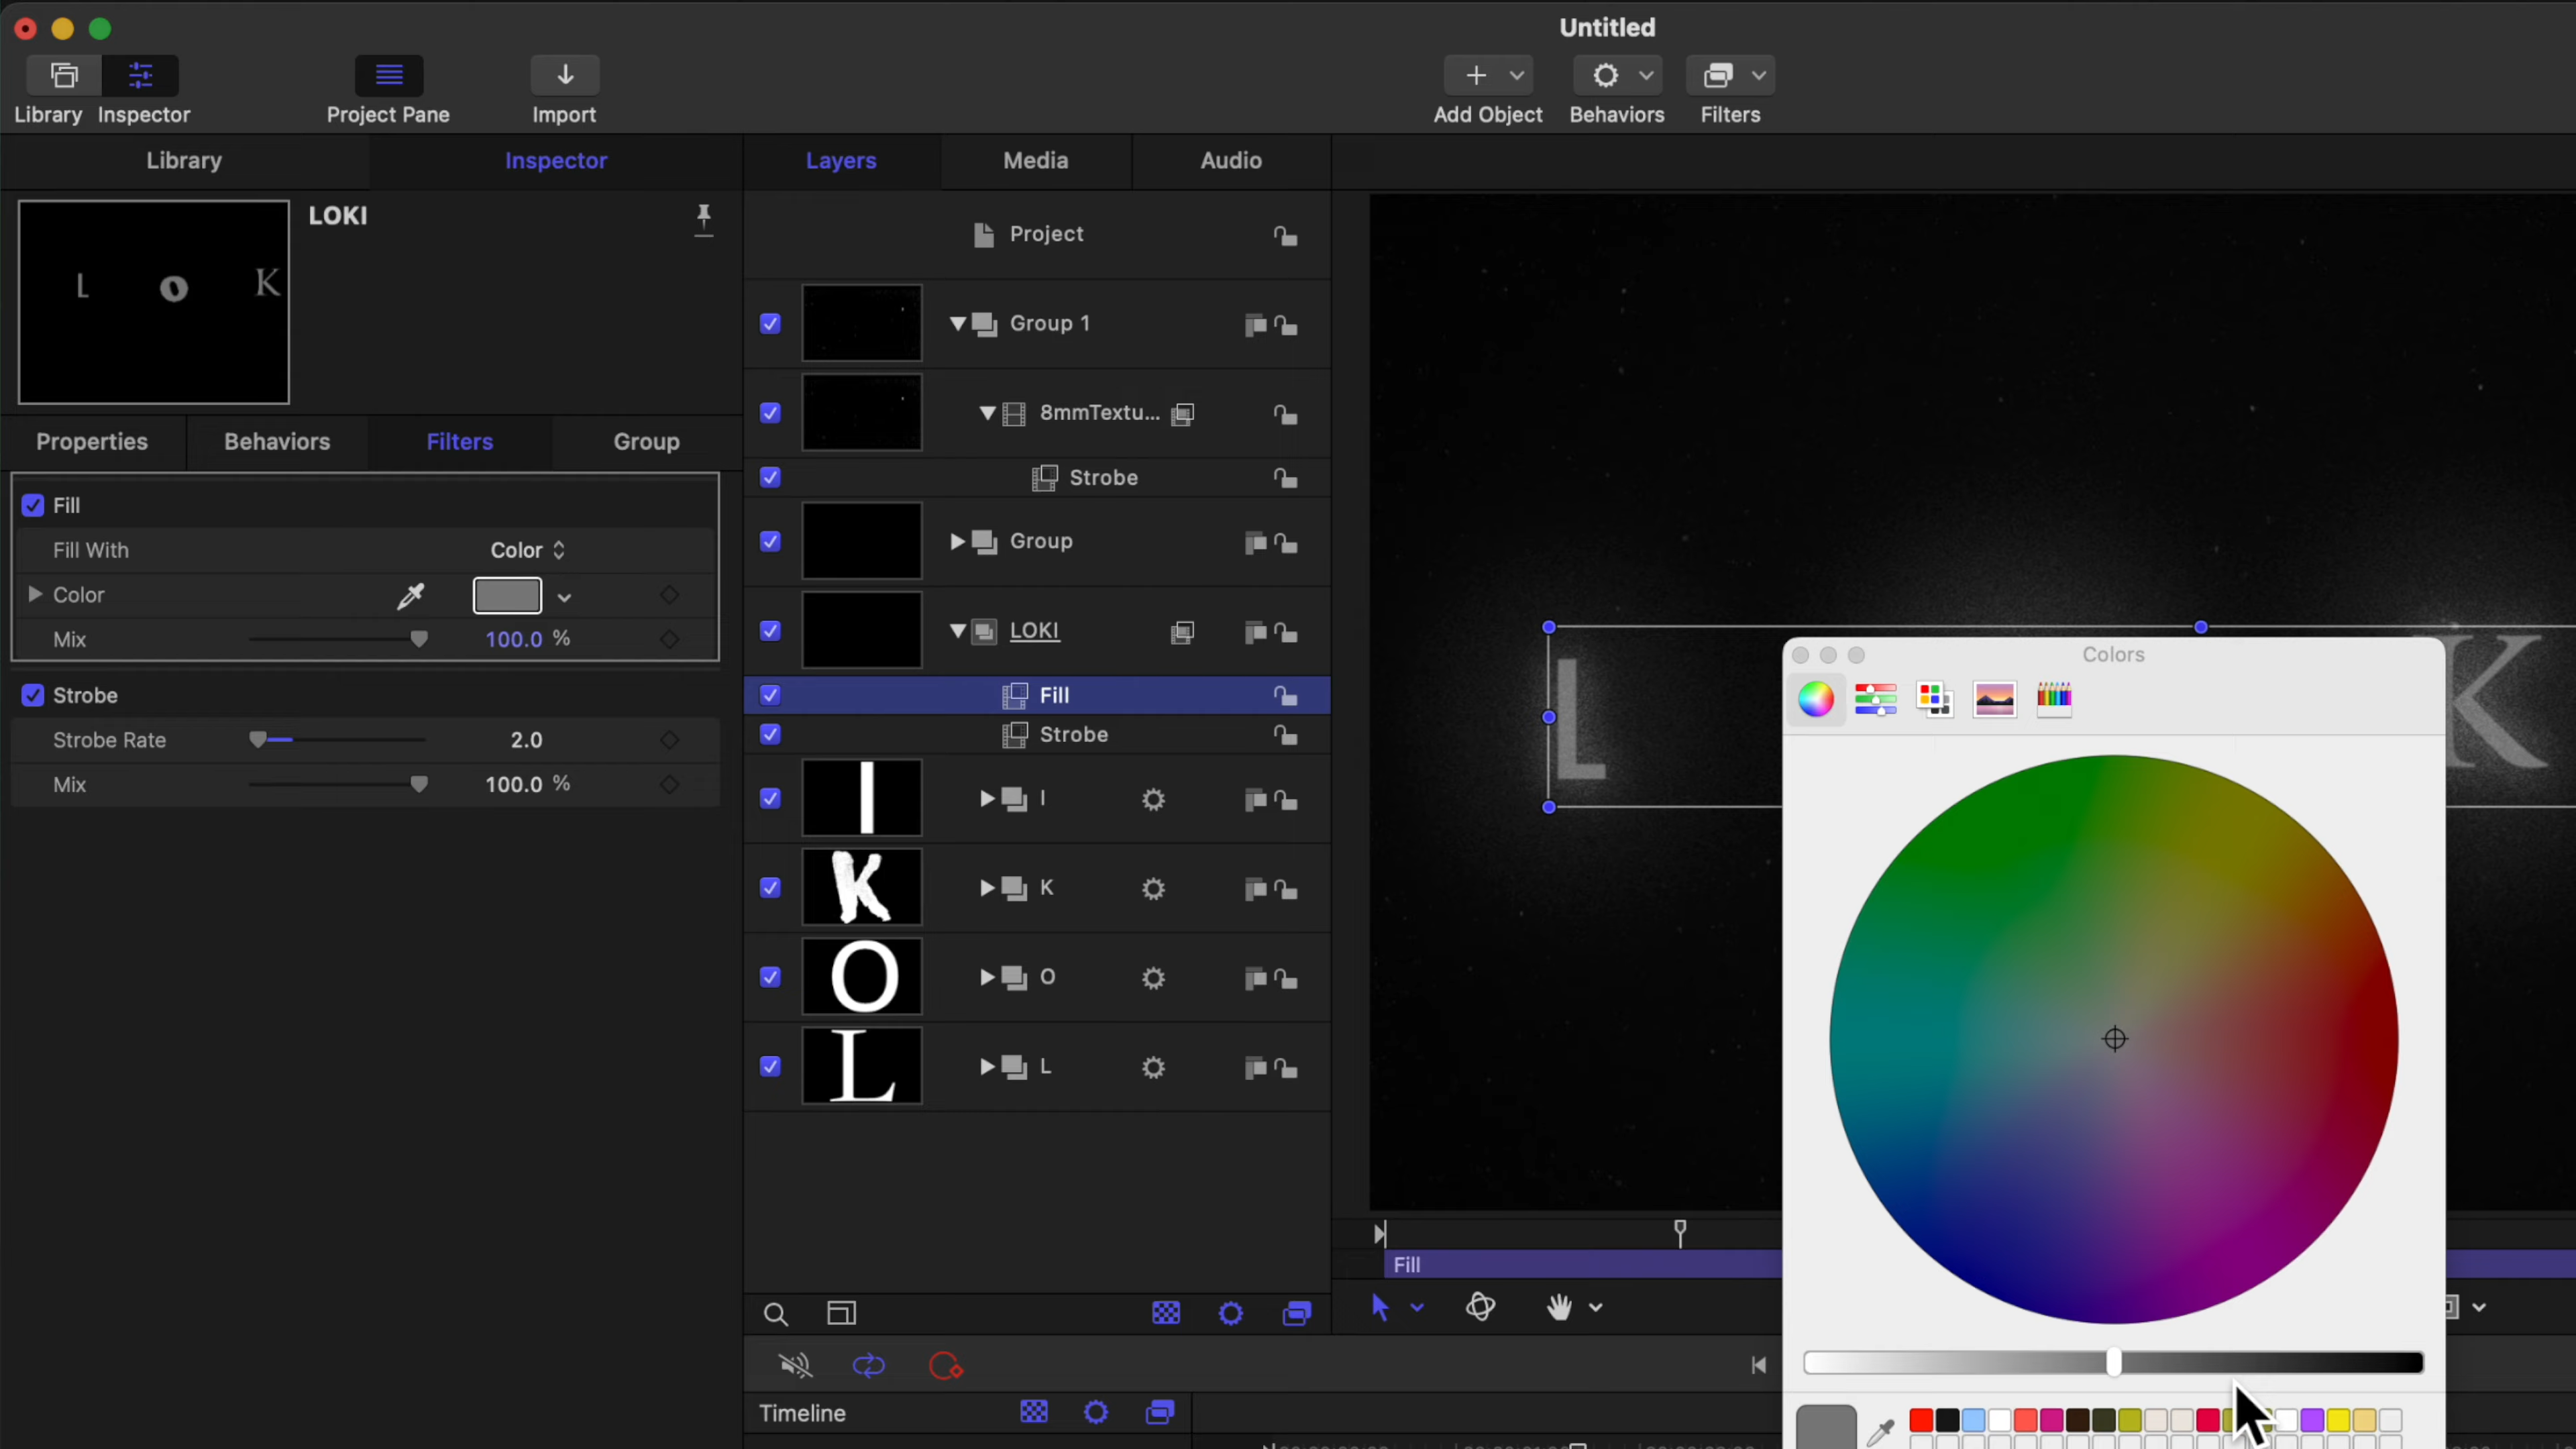 Untitled
Library Inspector Project Pane Import Add Object Behaviors Filters
Library Inspector Layers Media Audio
LOKI
L O K
Properties Behaviors Filters Group
Fill
Fill With Color
Color
Mix 100.0 %
Strobe
Strobe Rate 2.0
Mix 100.0 %
Project
Group 1
8mmTextu...
Strobe
Group
LOKI
Fill
Strobe
I I
K K
O O
L L
L K
Colors
Fill
Timeline